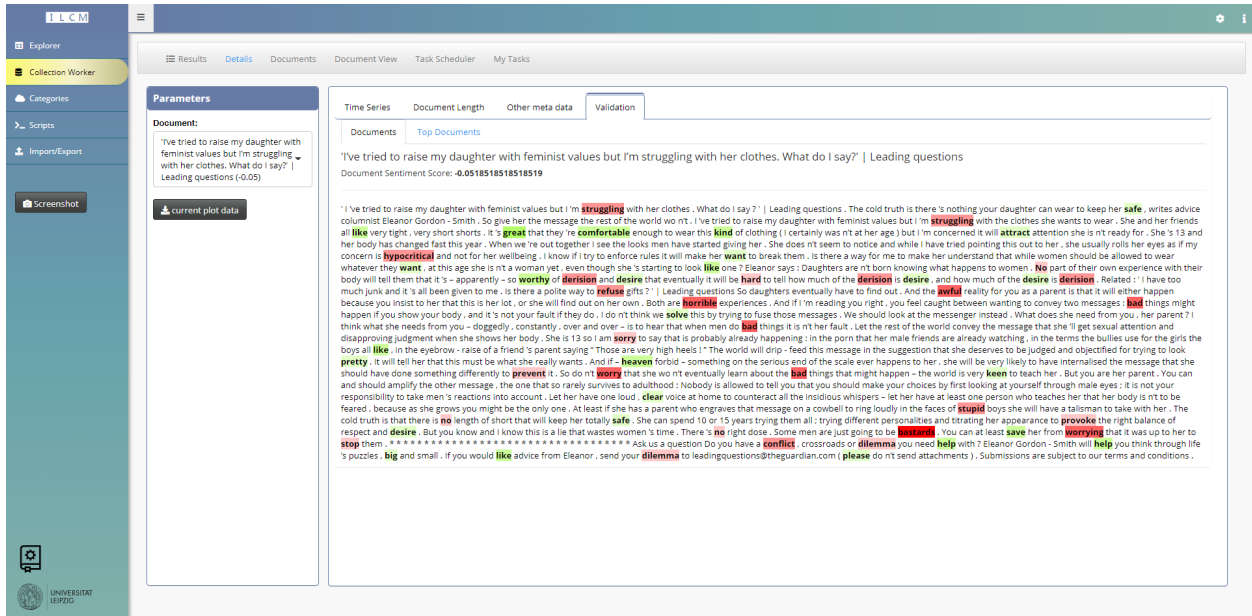 I L C M
Explorer
Collection Worker
Categories
Scripts
Import/Export
Screenshot
UNIVERSITÄT
LEIPZIG
Results Details Documents Document View Task Scheduler My Tasks
Parameters
Document:
'I've tried to raise my daughter with
feminist values but I'm struggling
with her clothes. What do I say?' |
Leading questions (-0.05)
current plot data
Time Series Document Length Other meta data Validation
Documents Top Documents
'I've tried to raise my daughter with feminist values but I'm struggling with her clothes. What do I say?' | Leading questions
Document Sentiment Score: -0.0518518518518519
' I 've tried to raise my daughter with feminist values but I 'm struggling with her clothes . What do I say ? ' | Leading questions . The cold truth is there 's nothing your daughter can wear to keep her safe , writes advice
columnist Eleanor Gordon - Smith . So give her the message the rest of the world wo n't . I 've tried to raise my daughter with feminist values but I 'm struggling with the clothes she wants to wear . She and her friends
all like very tight , very short shorts . It 's great that they 're comfortable enough to wear this kind of clothing ( I certainly was n't at her age ) but I 'm concerned it will attract attention she is n't ready for . She 's 13 and
her body has changed fast this year . When we 're out together I see the looks men have started giving her . She does n't seem to notice and while i have tried pointing this out to her , she usually rolls her eyes as if my
concern is hypocritical and not for her wellbeing . I know if I try to enforce rules it will make her want to break them . Is there a way for me to make her understand that while women should be allowed to wear
whatever they want , at this age she is n't a woman yet , even though she 's starting to look like one ? Eleanor says : Daughters are n't born knowing what happens to women . No part of their own experience with their
body will tell them that it 's – apparently – so worthy of derision and desire that eventually it will be hard to tell how much of the derision is desire , and how much of the desire is derision . Related : ' I have too
much junk and it 's all been given to me . Is there a polite way to refuse gifts ? ' | Leading questions So daughters eventually have to find out . And the awful reality for you as a parent is that it will either happen
because you insist to her that this is her lot , or she will find out on her own . Both are horrible experiences . And if I 'm reading you right , you feel caught between wanting to convey two messages : bad things might
happen if you show your body , and it 's not your fault if they do . I do n't think we solve this by trying to fuse those messages . We should look at the messenger instead . What does she need from you , her parent ? I
think what she needs from you – doggedly , constantly , over and over – is to hear that when men do bad things it is n't her fault . Let the rest of the world convey the message that she 'll get sexual attention and
disapproving judgment when she shows her body . She is 13 so I am sorry to say that is probably already happening : in the porn that her male friends are already watching , in the terms the bullies use for the girls the
boys all like , in the eyebrow - raise of a friend 's parent saying " Those are very high heels ! " The world will drip - feed this message in the suggestion that she deserves to be judged and objectified for trying to look
pretty . It will tell her that this must be what she really wants . And if – heaven forbid – something on the serious end of the scale ever happens to her , she will be very likely to have internalised the message that she
should have done something differently to prevent it . So do n't worry that she wo n't eventually learn about the bad things that might happen – the world is very keen to teach her . But you are her parent . You can
and should amplify the other message , the one that so rarely survives to adulthood : Nobody is allowed to tell you that you should make your choices by first looking at yourself through male eyes : it is not your
responsibility to take men 's reactions into account . Let her have one loud , clear voice at home to counteract all the insidious whispers – let her have at least one person who teaches her that her body is n't to be
feared , because as she grows you might be the only one . At least if she has a parent who engraves that message on a cowbell to ring loudly in the faces of stupid boys she will have a talisman to take with her . The
cold truth is that there is no length of short that will keep her totally safe . She can spend 10 or 15 years trying them all : trying different personalities and titrating her appearance to provoke the right balance of
respect and desire . But you know and I know this is a lie that wastes women 's time . There 's no right dose . Some men are just going to be bastards . You can at least save her from worrying that it was up to her to
stop them . * * * * * * * * * * * * * * * * * * * * * * * * * * * * * * * * * * * Ask us a question Do you have a conflict , crossroads or dilemma you need help with ? Eleanor Gordon - Smith will help you think through life
's puzzles , big and small . If you would like advice from Eleanor , send your dilemma to leadingquestions@theguardian.com ( please do n't send attachments ) . Submissions are subject to our terms and conditions .